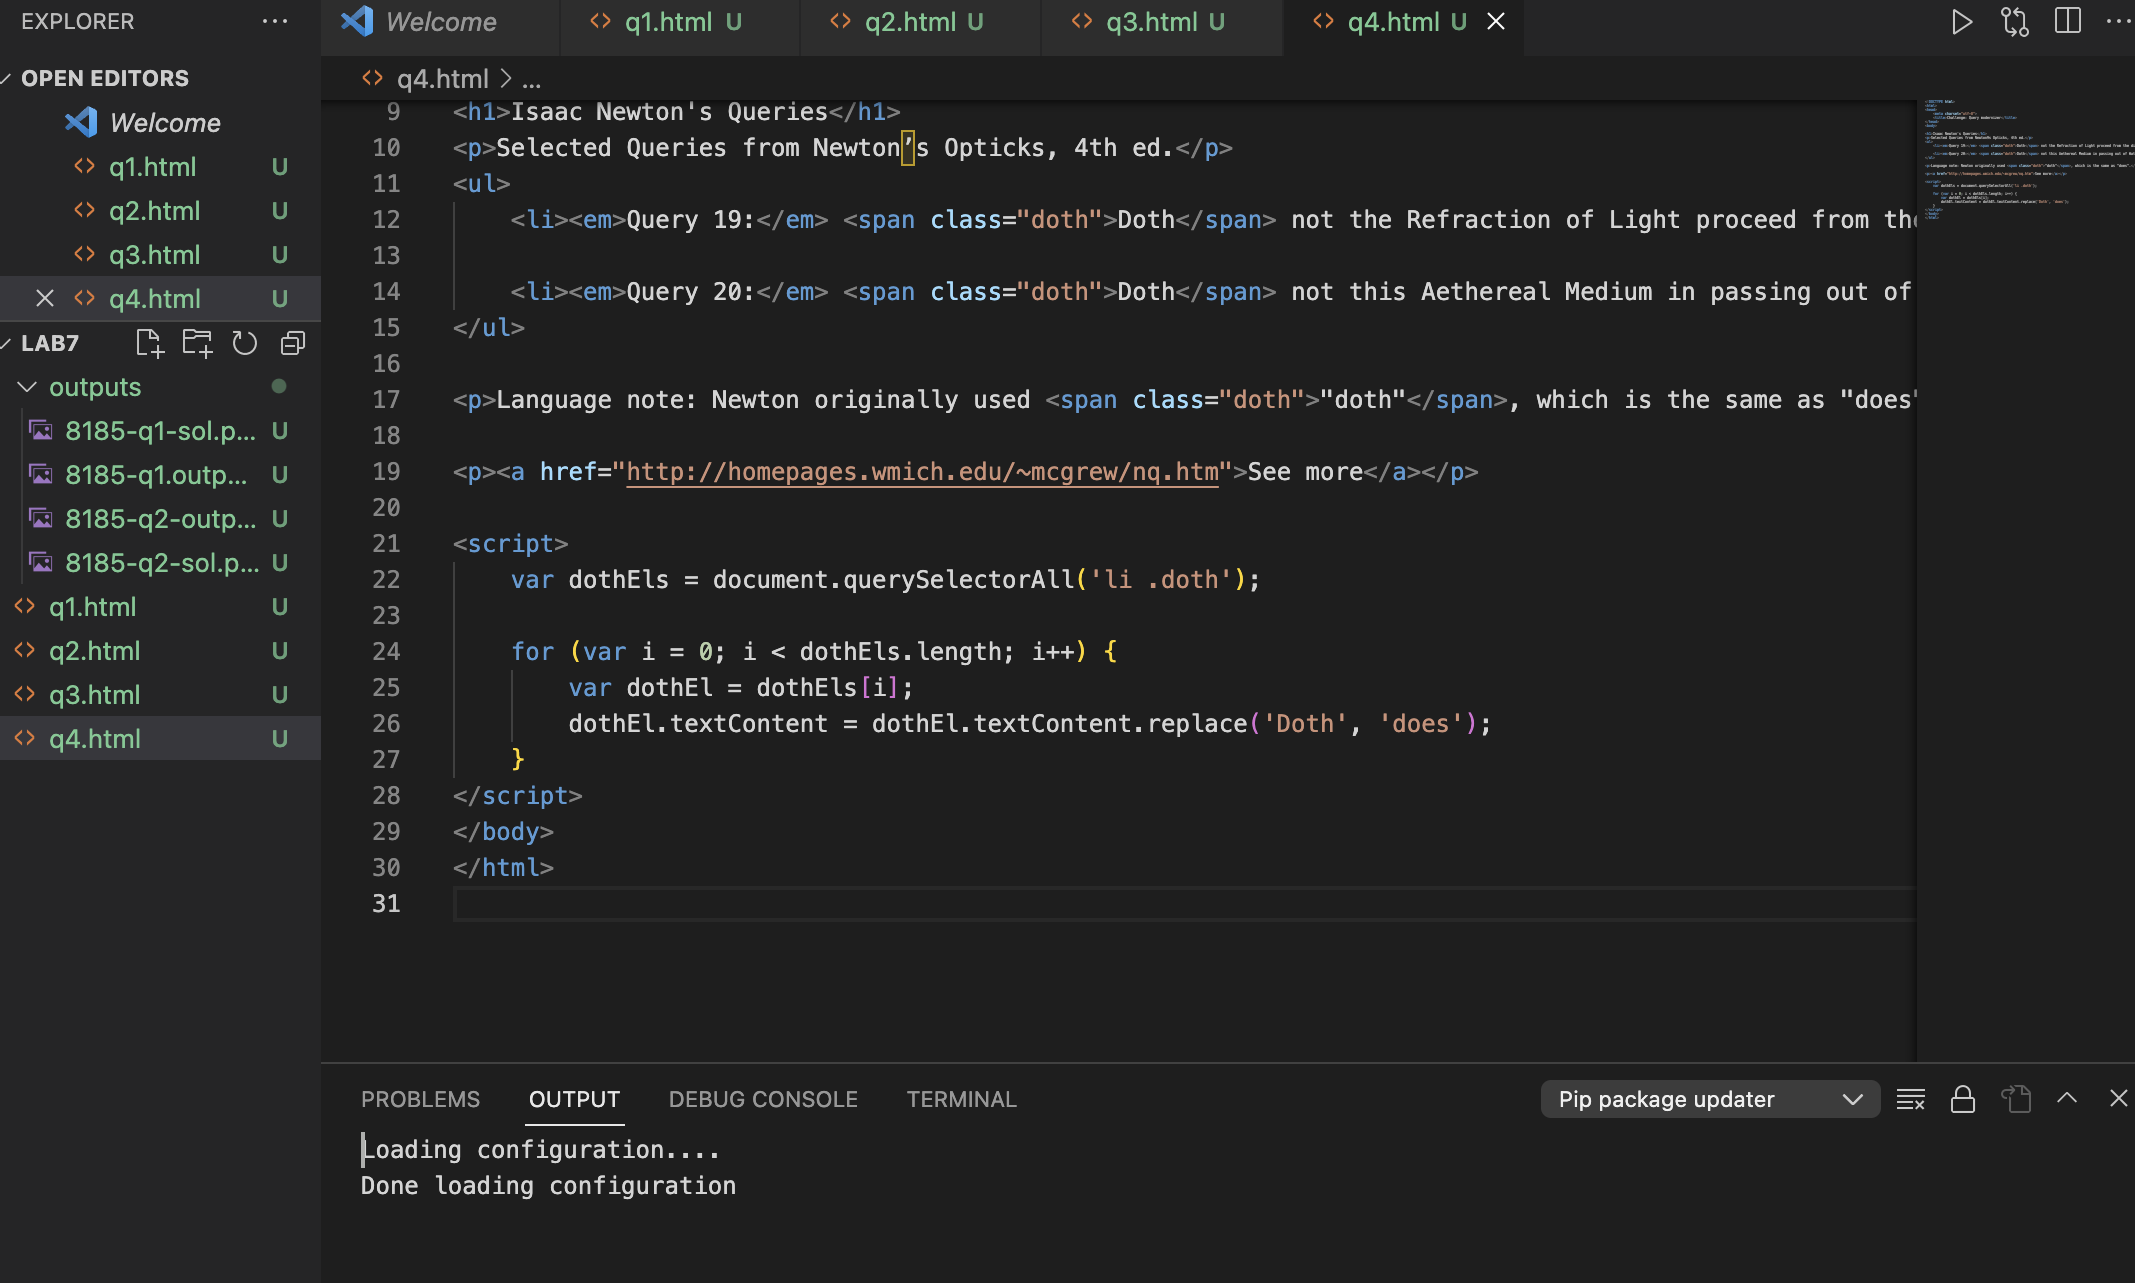 EXPLORER
OPEN EDITORS
Welcome
q1.html U
q2.html U
q3.html U
q4.html U
LAB7
outputs
8185-q1-sol.p... U
8185-q1.outp... U
8185-q2-outp... U
8185-q2-sol.p... U
q1.html U
q2.html U
q3.html U
q4.html U
Welcome q1.html U q2.html U q3.html U q4.html U
q4.html > ...
9 <h1>Isaac Newton's Queries</h1>
10 <p>Selected Queries from Newton’s Opticks, 4th ed.</p>
11 <ul>
12 <li><em>Query 19:</em> <span class="doth">Doth</span> not the Refraction of Light proceed from the
13
14 <li><em>Query 20:</em> <span class="doth">Doth</span> not this Aethereal Medium in passing out of
15 </ul>
16
17 <p>Language note: Newton originally used <span class="doth">"doth"</span>, which is the same as "does"
18
19 <p><a href="http://homepages.wmich.edu/~mcgrew/nq.htm">See more</a></p>
20
21 <script>
22 var dothEls = document.querySelectorAll('li .doth');
23
24 for (var i = 0; i < dothEls.length; i++) {
25 var dothEl = dothEls[i];
26 dothEl.textContent = dothEl.textContent.replace('Doth', 'does');
27 }
28 </script>
29 </body>
30 </html>
31
PROBLEMS OUTPUT DEBUG CONSOLE TERMINAL Pip package updater
Loading configuration....
Done loading configuration